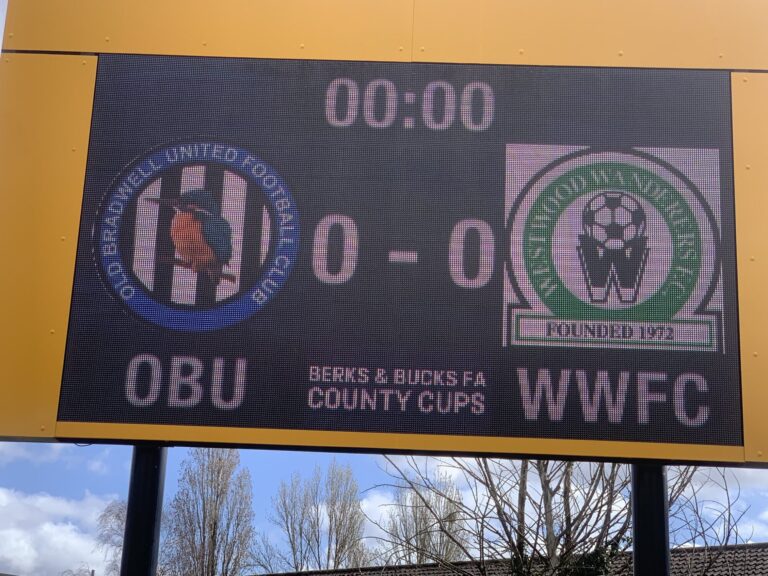 00:00
OLD BRADWELL UNITED FOOTBALL CLUB
0 - 0
WESTWOOD WANDERERS F.C.
W
FOUNDED 1972
OBU
BERKS & BUCKS FA
COUNTY CUPS
WWFC